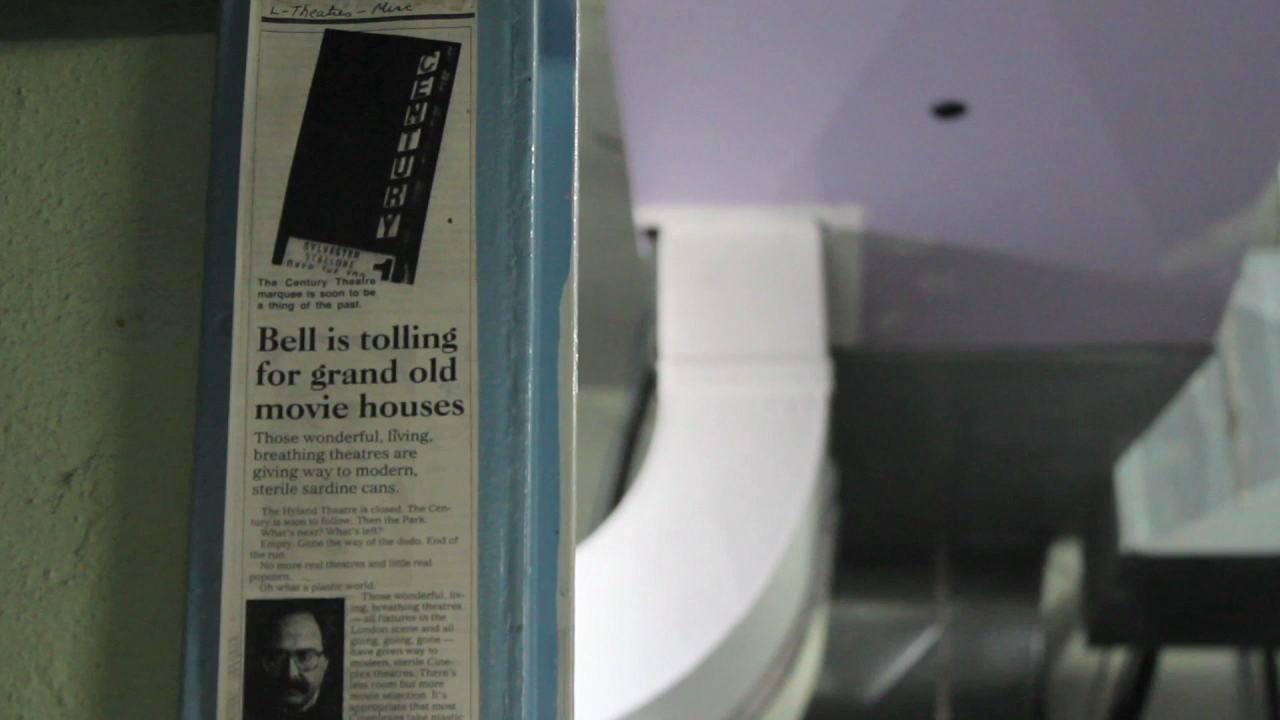 L-Theatres-Misc
CENTURY
SYLVESTER
STALLONE
The Century Theatre
marquee is soon to be
a thing of the past.
Bell is tolling
for grand old
movie houses
Those wonderful, living,
breathing theatres are
giving way to modern,
sterile sardine cans.
The Hyland Theatre is closed. The Cen-
tury is soon to follow. Then the Park.
What's next? What's left?
Empty. Gone the way of the dodo. End of
the run.
No more real theatres and little real
popcorn.
Oh what a plastic world.
Those wonderful, liv-
ing, breathing theatres
— all fixtures in the
London scene and all
going, going, gone —
have given way to
modern, sterile Cine-
plex theatres. There's
less room but more
movie selection. It's
appropriate that most
Cineplexes take plastic